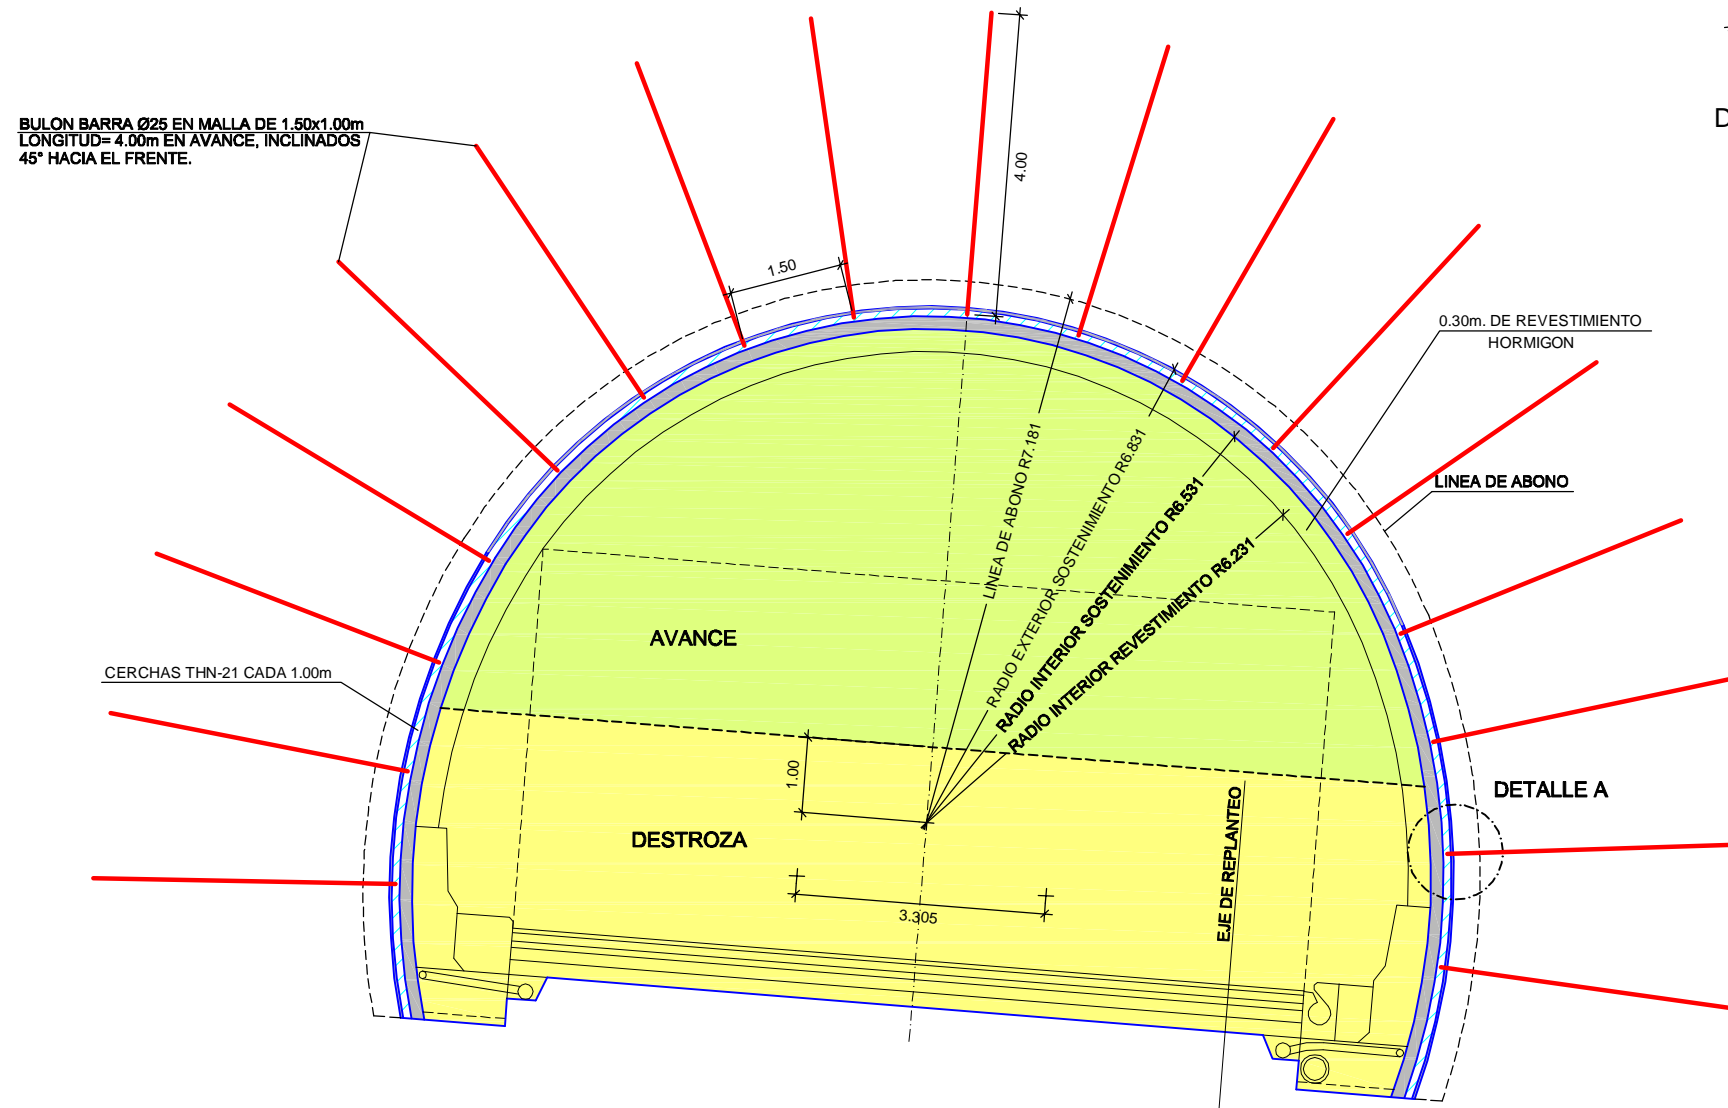 BULON BARRA Ø25 EN MALLA DE 1.50x1.00m
LONGITUD= 4.00m EN AVANCE, INCLINADOS
45° HACIA EL FRENTE.
4.00
1.50
D
0.30m. DE REVESTIMIENTO
HORMIGON
LINEA DE ABONO
LINEA DE ABONO R7.181
RADIO EXTERIOR SOSTENIMIENTO R6.831
RADIO INTERIOR SOSTENIMIENTO R6.531
RADIO INTERIOR REVESTIMIENTO R6.231
AVANCE
CERCHAS THN-21 CADA 1.00m
1.00
DETALLE A
DESTROZA
EJE DE REPLANTEO
3.305